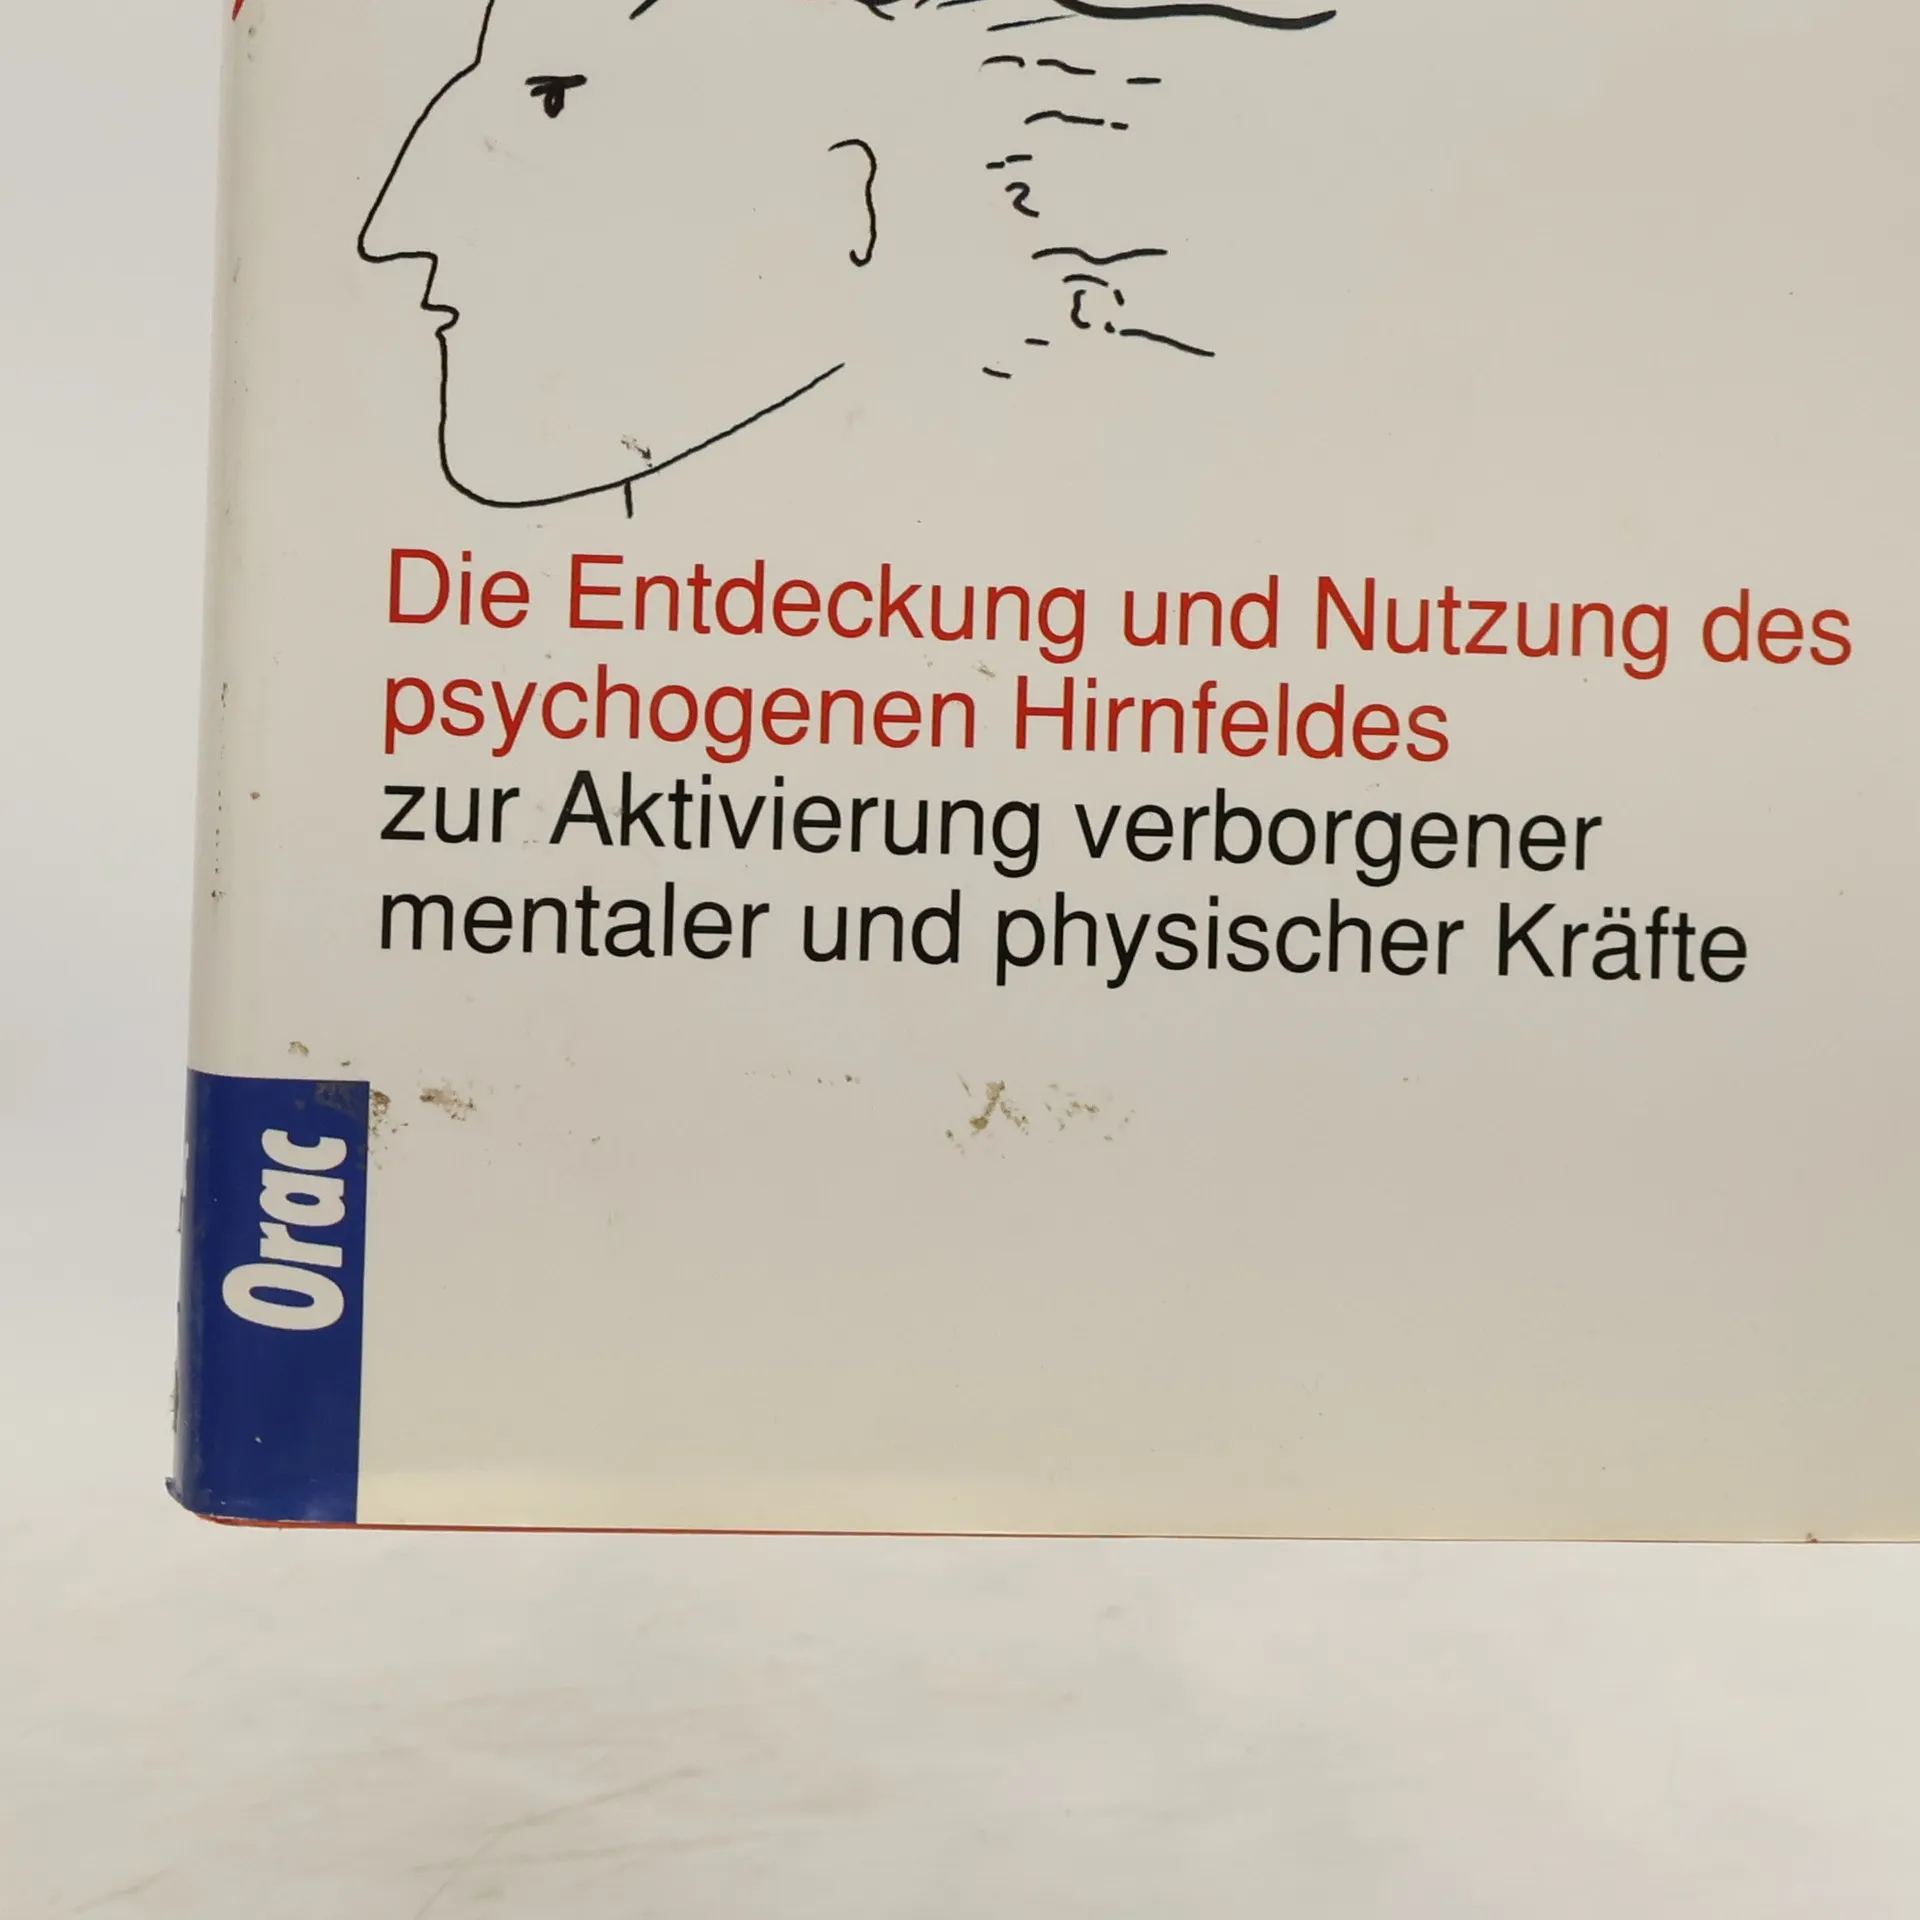 Die Entdeckung und Nutzung des
psychogenen Hirnfeldes
zur Aktivierung verborgener
mentaler und physischer Kräfte
Orac